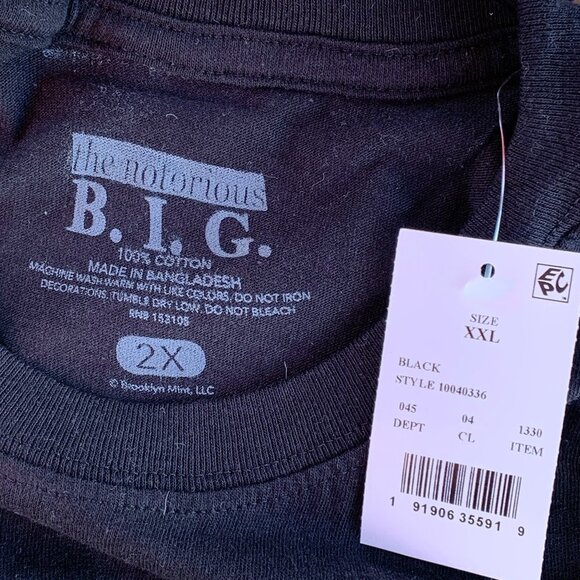 the notorious
B. I. G.
100% COTTON
MADE IN BANGLADESH
MACHINE WASH WARM WITH LIKE COLORS. DO NOT IRON
DECORATIONS. TUMBLE DRY LOW. DO NOT BLEACH
RN# 153105
2X
© Brooklyn Mint, LLC
ECP
SIZE
XXL
BLACK
STYLE 10040336
045 04 1330
DEPT CL ITEM
1 91906 35591 9